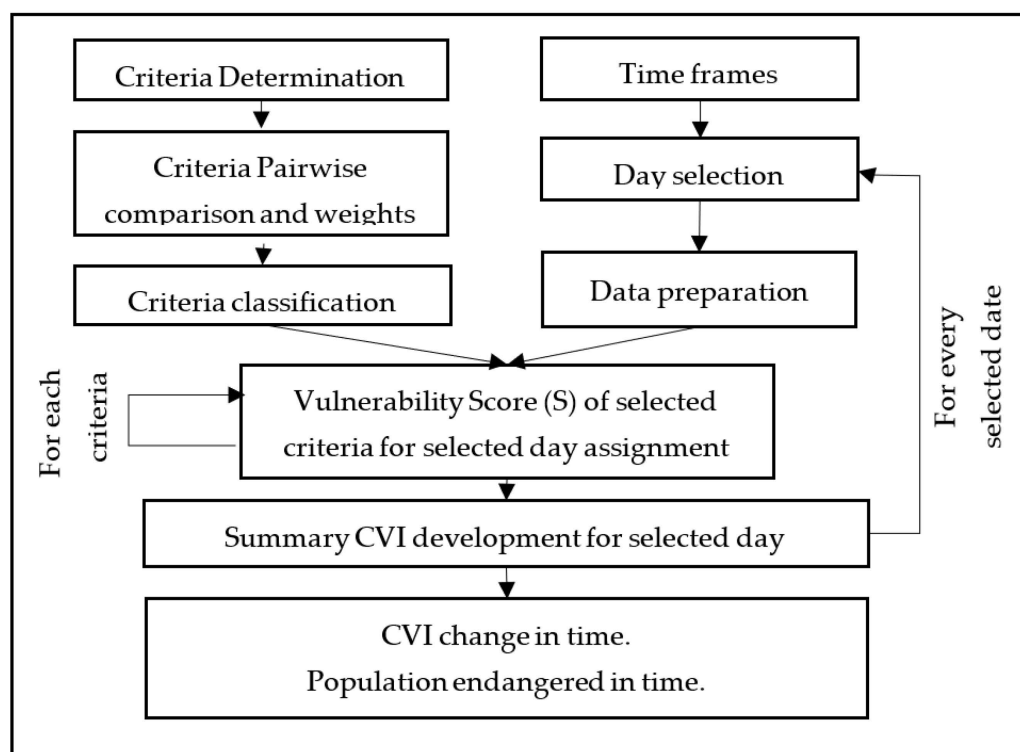 Criteria Determination
Time frames
Criteria Pairwise
comparison and weights
Day selection
Criteria classification
Data preparation
For each
criteria
Vulnerability Score (S) of selected
criteria for selected day assignment
For every
selected date
Summary CVI development for selected day
CVI change in time.
Population endangered in time.